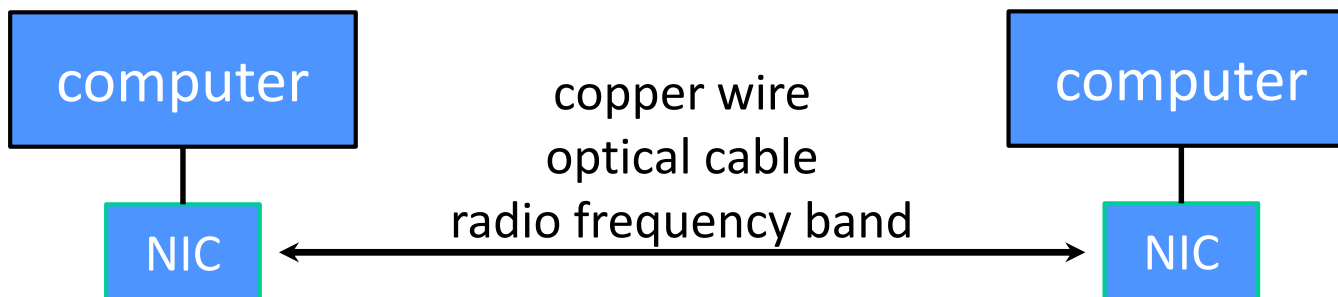 computer
computer
copper wire
optical cable
radio frequency band
NIC
NIC